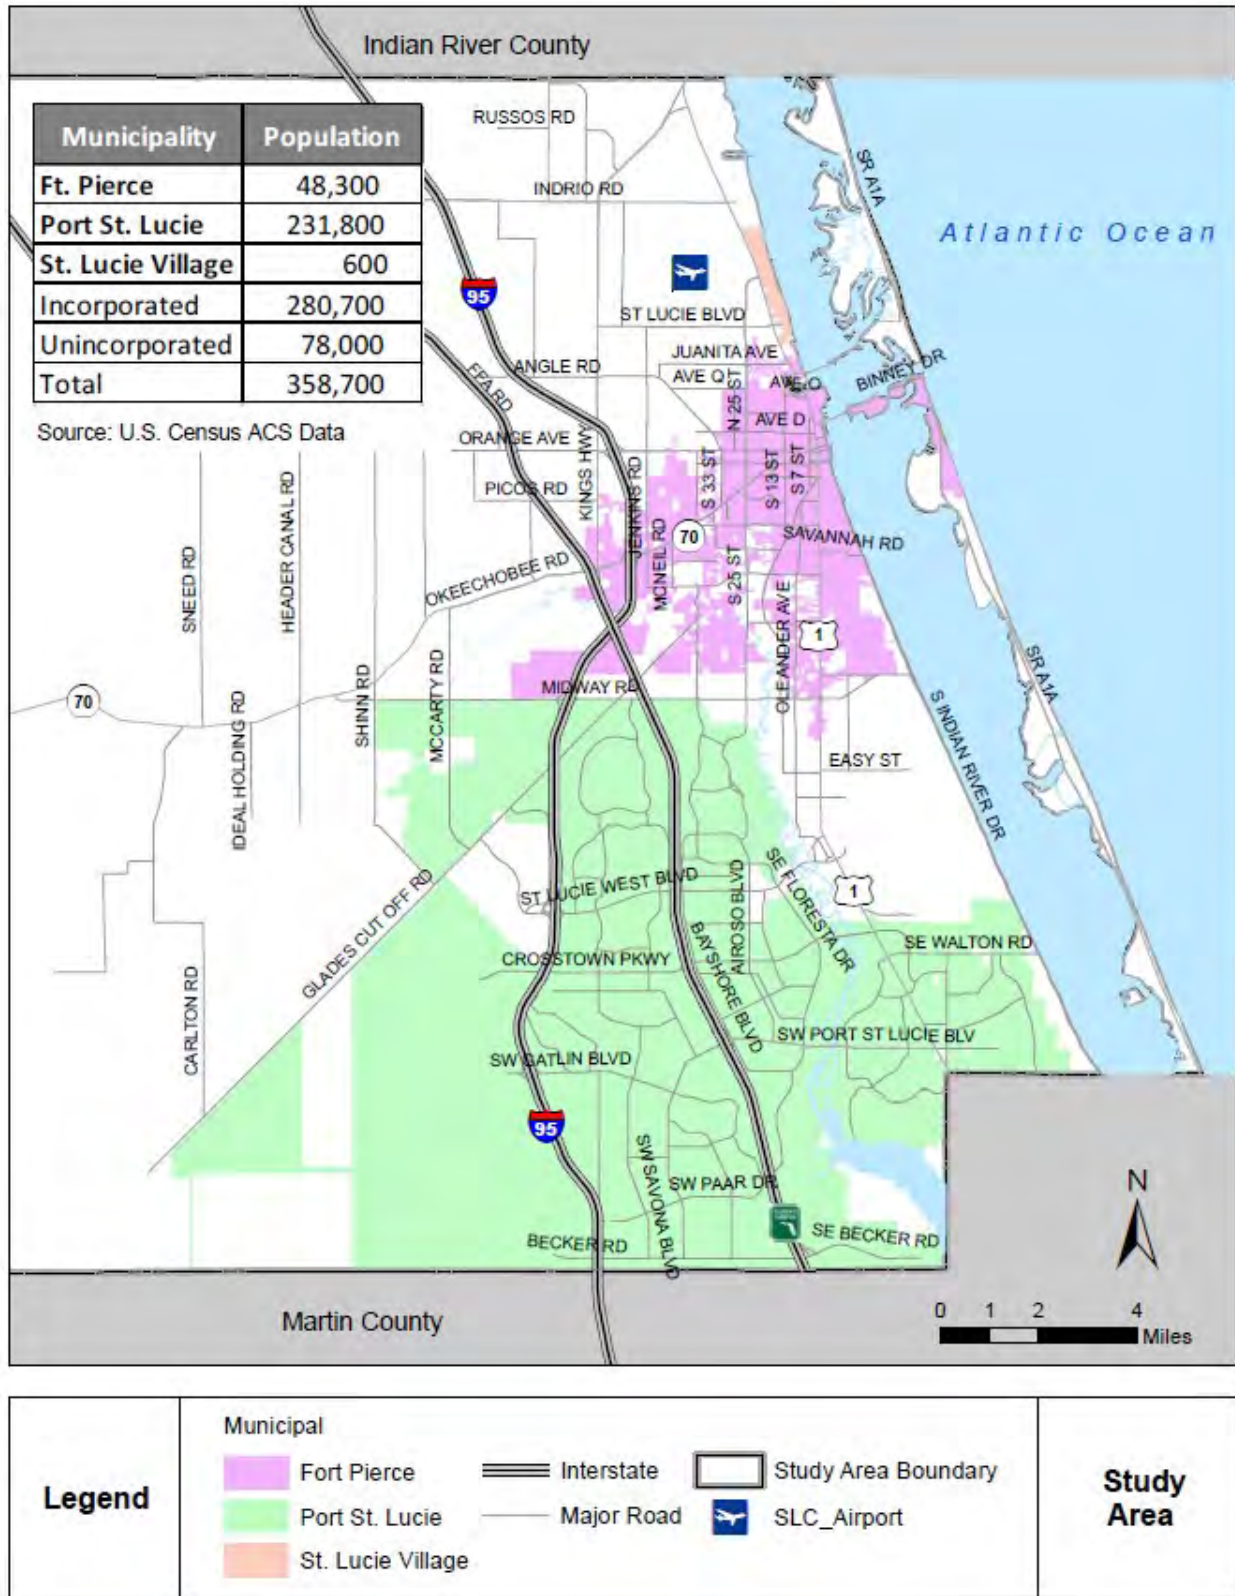 Indian River County
Municipality Population
Ft. Pierce 48,300
Port St. Lucie 231,800
St. Lucie Village 600
Incorporated 280,700
Unincorporated 78,000
Total 358,700
Source: U.S. Census ACS Data
RUSSOS RD
INDRIO RD
SR A1A
Atlantic Ocean
95
ST LUCIE BLVD
JUANITA AVE
ANGLE RD
FFA RD
AVE Q
AVE O
BINNEY DR
N 25 ST
AVE D
ORANGE AVE
KINGS HWY
JENKINS RD
PICOS RD
S 33 ST
S 13 ST
S 7 ST
HEADER CANAL RD
SNEED RD
MCNEIL RD
70
SAVANNAH RD
OKEECHOBEE RD
S 25 ST
OLEANDER AVE
1
SR A1A
70
MIDWAY RD
SHINN RD
MCCARTY RD
IDEAL HOLDING RD
S INDIAN RIVER DR
EASY ST
GLADES CUT OFF RD
ST LUCIE WEST BLVD
AIROSO BLVD
SE FLORESTA DR
1
SE WALTON RD
CROSSTOWN PKWY
BAYSHORE BLVD
CARLTON RD
SW PORT ST LUCIE BLV
SW GATLIN BLVD
95
SW SAVONA BLVD
SW PAAR DR
BECKER RD
SE BECKER RD
N
Martin County
0 1 2 4
Miles
Legend
Municipal
Fort Pierce
Port St. Lucie
St. Lucie Village
Interstate
Major Road
Study Area Boundary
SLC_Airport
Study
Area